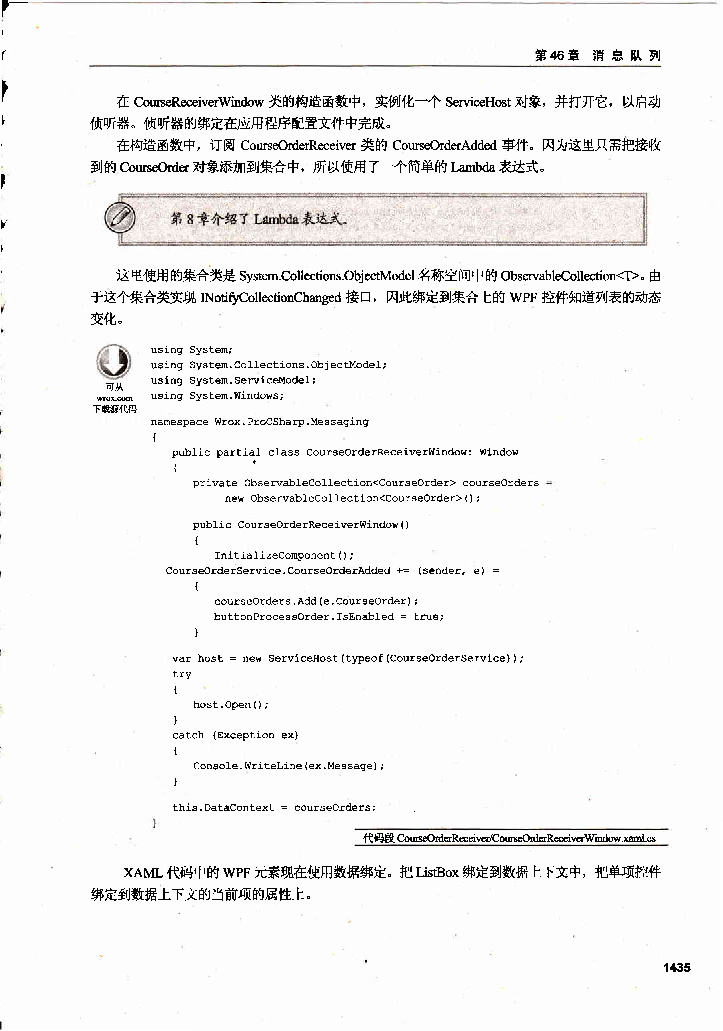 第46章 消 息 队 列
在 CourseReceiverWindow 类的构造函数中，实例化一个 ServiceHost 对象，并打开它，以启动
侦听器。侦听器的绑定在应用程序配置文件中完成。
在构造函数中，订阅 CourseOrderReceiver 类的 CourseOrderAdded 事件。因为这里只需把接收
到的 CourseOrder 对象添加到集合中，所以使用了一个简单的 Lambda 表达式。
第 8 章介绍了 Lambda 表达式。
这里使用的集合类是 System.Collections.ObjectModel 名称空间中的 ObservableCollection<T>。由
于这个集合类实现 INotifyCollectionChanged 接口，因此绑定到集合上的 WPF 控件知道列表的动态
变化。
可从
wrox.com
下载源代码
using System;
using System.Collections.ObjectModel;
using System.ServiceModel;
using System.Windows;
namespace Wrox.ProCSharp.Messaging
{
public partial class CourseOrderReceiverWindow: Window
{
private ObservableCollection<CourseOrder> courseOrders =
new ObservableCollection<CourseOrder>();
public CourseOrderReceiverWindow()
{
InitializeComponent();
CourseOrderService.CourseOrderAdded += (sender, e) =
{
courseOrders.Add(e.CourseOrder);
buttonProcessOrder.IsEnabled = true;
}
var host = new ServiceHost(typeof(CourseOrderService));
try
{
host.Open();
}
catch (Exception ex)
{
Console.WriteLine(ex.Message);
}
this.DataContext = courseOrders;
}
代码段 CourseOrderReceiver/CourseOrderReceiverWindow.xaml.cs
XAML 代码中的 WPF 元素现在使用数据绑定。把 ListBox 绑定到数据上下文中，把单项控件
绑定到数据上下文的当前项的属性上。
1435